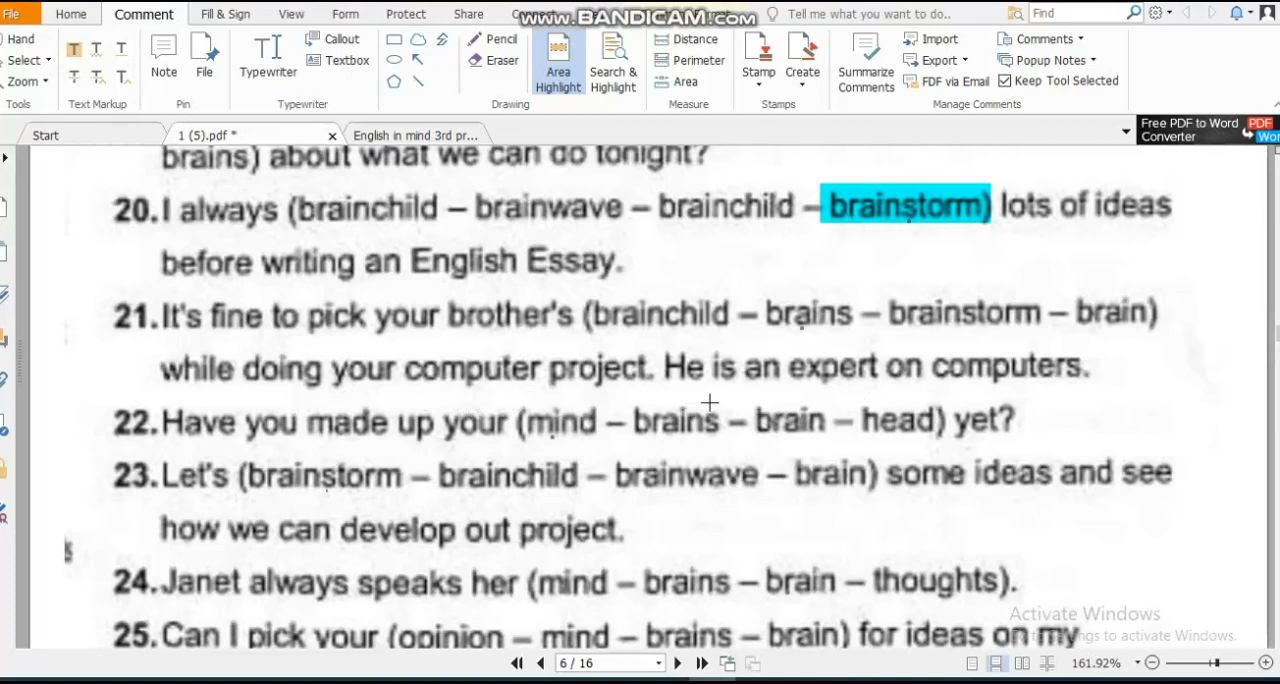 File Home Comment Fill & Sign View Form Protect Share www.BANDICAM.com Tell me what you want to do.. Find
Hand Select Zoom Note File Typewriter Callout Textbox Pencil Eraser Area Highlight Search & Highlight Distance Perimeter Area Stamp Create Summarize Comments Import Export FDF via Email Comments Popup Notes Keep Tool Selected
Tools Text Markup Pin Typewriter Drawing Measure Stamps Manage Comments
Start 1 (5).pdf * English in mind 3rd pr... Free PDF to Word Converter
brains) about what we can do tonight?
20. I always (brainchild – brainwave – brainchild – brainstorm) lots of ideas
before writing an English Essay.
21. It's fine to pick your brother's (brainchild – brains – brainstorm – brain)
while doing your computer project. He is an expert on computers.
22. Have you made up your (mind – brains – brain – head) yet?
23. Let's (brainstorm – brainchild – brainwave – brain) some ideas and see
how we can develop out project.
24. Janet always speaks her (mind – brains – brain – thoughts).
25. Can I pick your (opinion – mind – brains – brain) for ideas on my
Activate Windows
to activate Windows.
6 / 16 161.92%